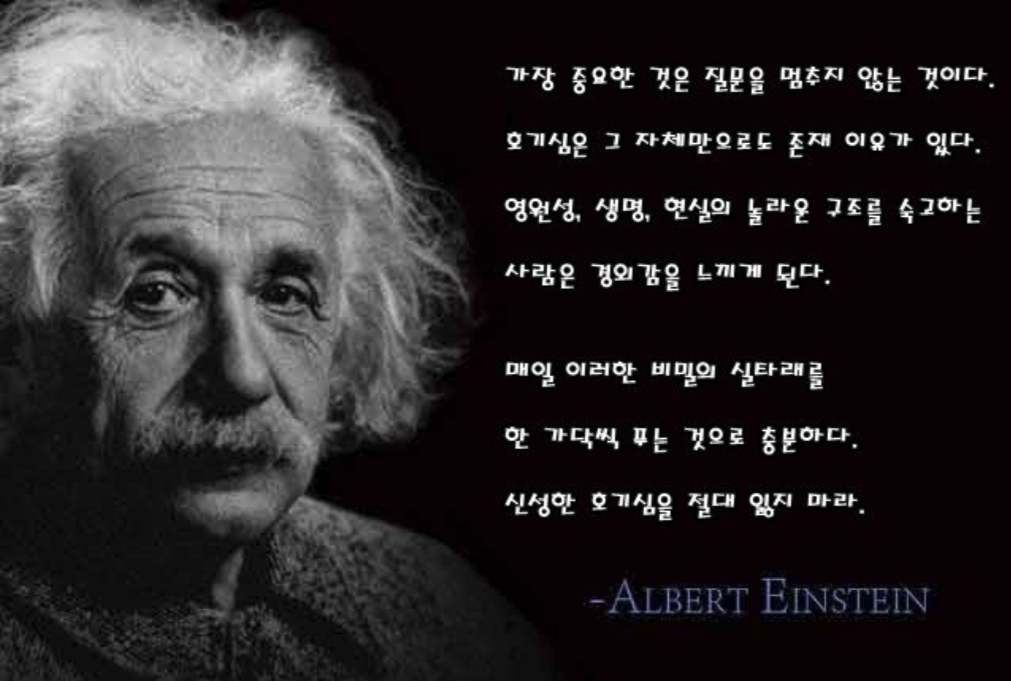 가장 중요한 것은 질문을 멈추지 않는 것이다.
호기심은 그 자체만으로도 존재 이유가 있다.
영원성, 생명, 현실의 놀라운 구조를 숙고하는
사람은 경외감을 느끼게 된다.
매일 이러한 비밀의 실타래를
한 가닥씩 푸는 것으로 충분하다.
신성한 호기심을 절대 잃지 마라.
-ALBERT EINSTEIN